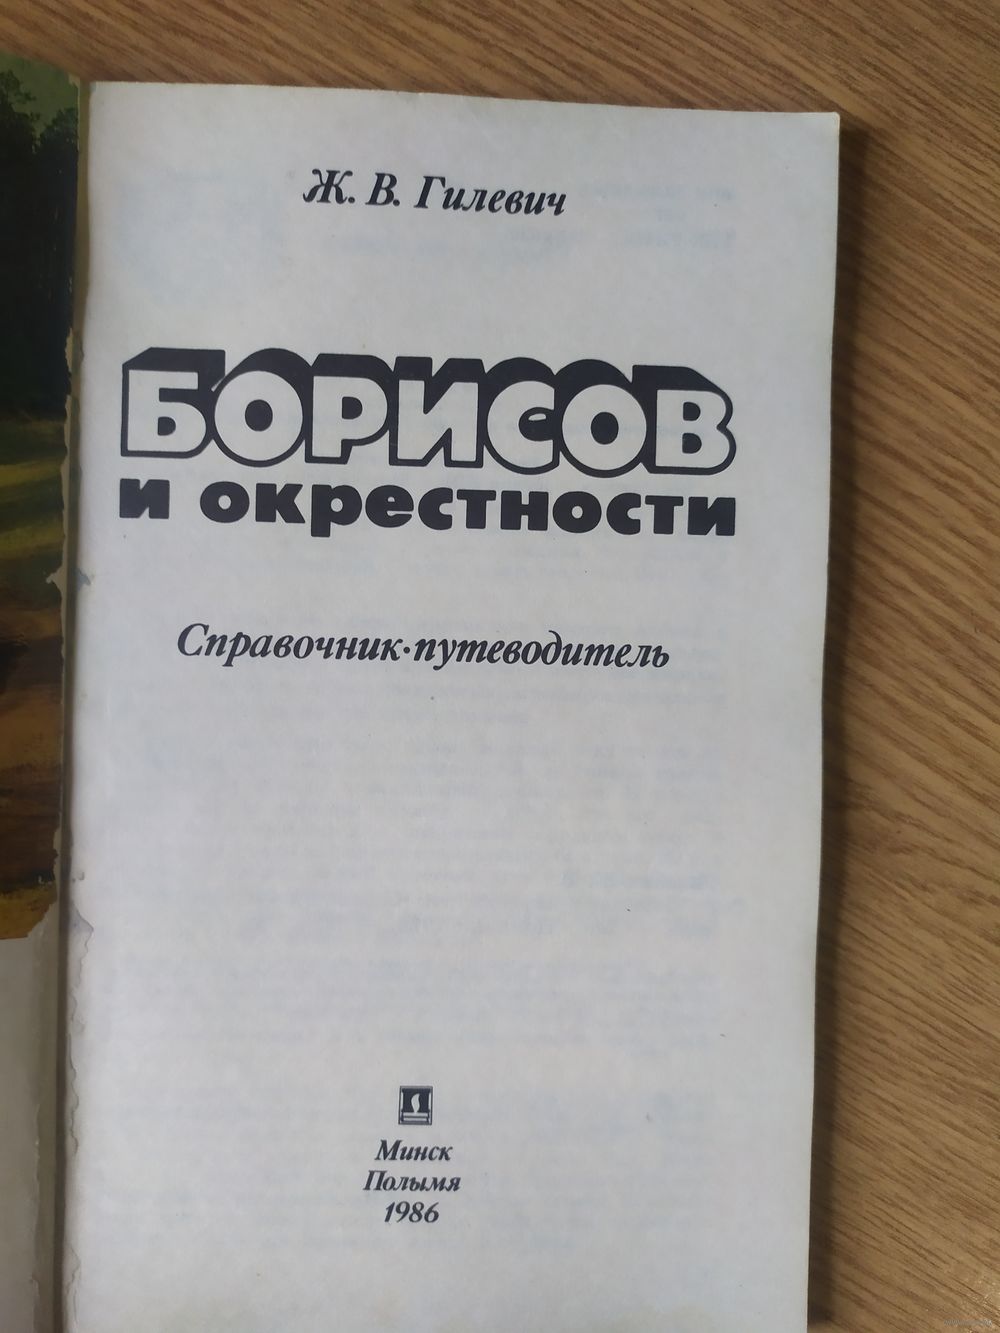 Ж. В. Гилевич
БОРИСОВ
и окрестности
Справочник-путеводитель
Минск
Полымя
1986